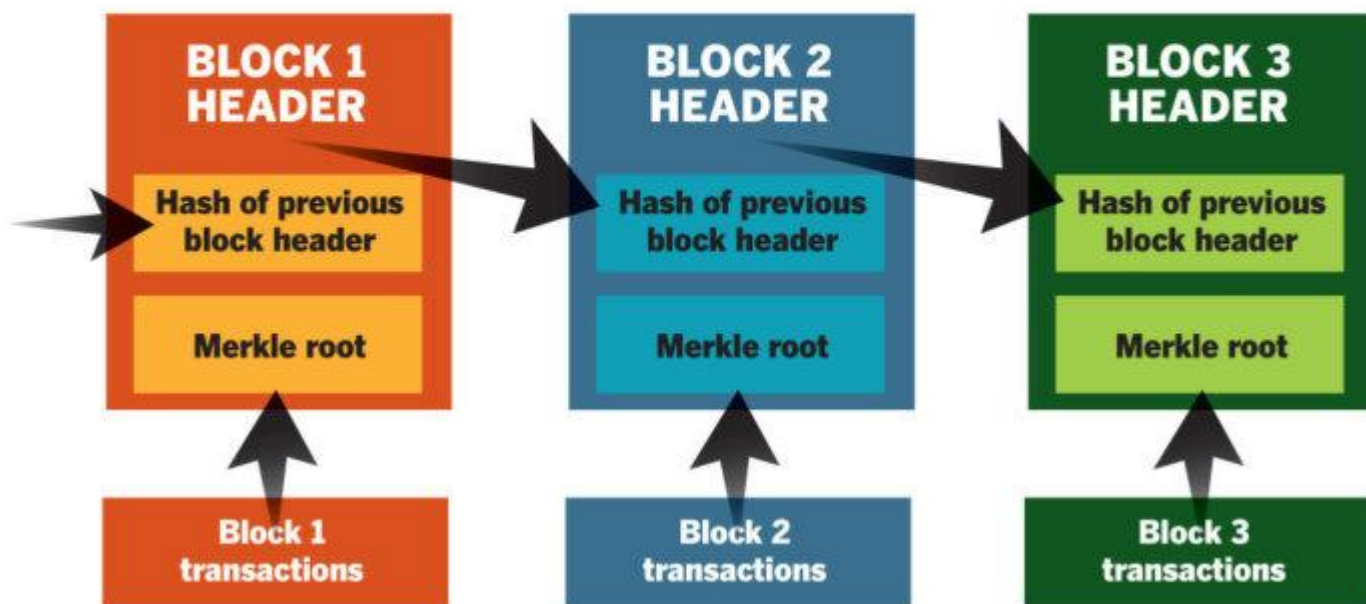 BLOCK 1
HEADER
Hash of previous
block header
Merkle root
Block 1
transactions
BLOCK 2
HEADER
Hash of previous
block header
Merkle root
Block 2
transactions
BLOCK 3
HEADER
Hash of previous
block header
Merkle root
Block 3
transactions